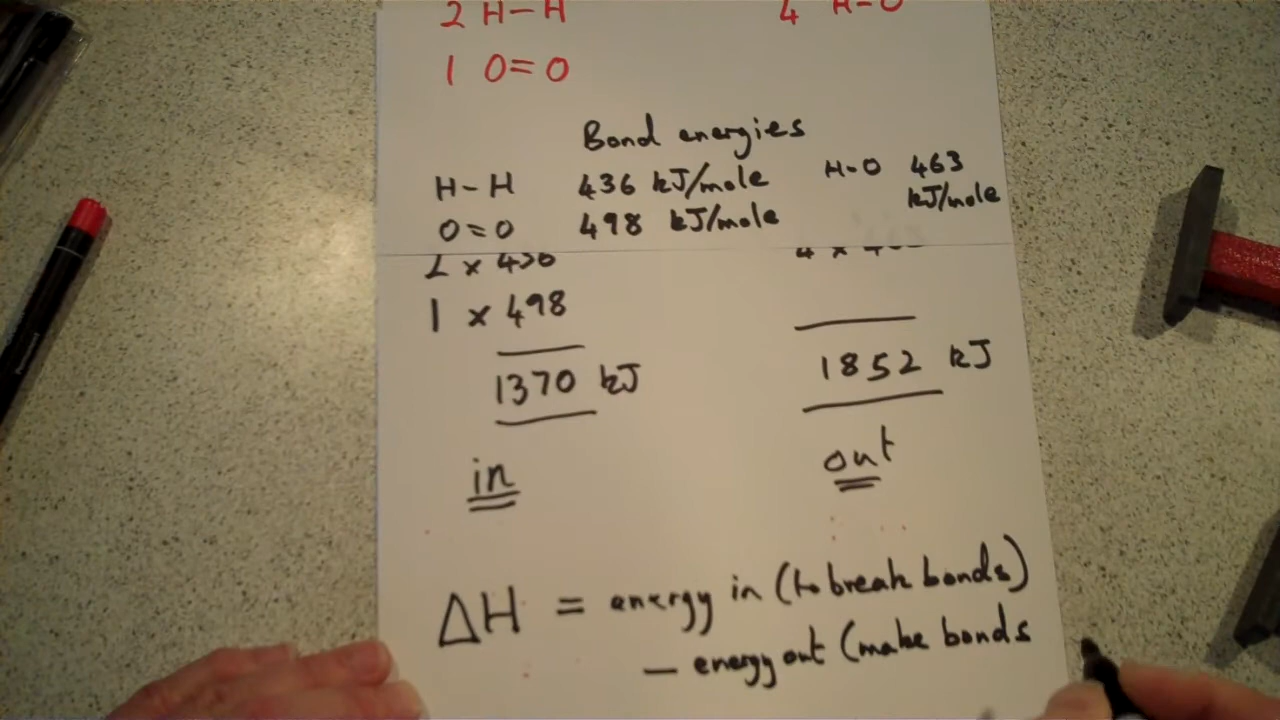 2 H-H 4 H-O
1 O=O
Bond energies
H-H 436 kJ/mole H-O 463
kJ/mole
O=O 498 kJ/mole
1 x 498
1370 kJ 1852 kJ
in out
ΔH = energy in (to break bonds)
- energy out (make bonds